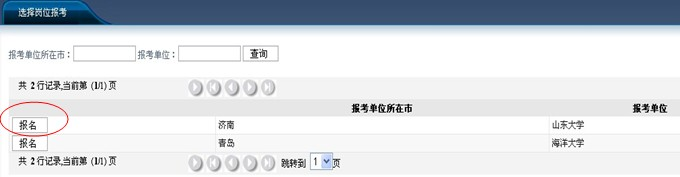 选择岗位报考
报考单位所在市： 报考单位： 查询
共 2 行记录,当前第 (1/1) 页
报考单位所在市 报考单位
报名 济南 山东大学
报名 青岛 海洋大学
共 2 行记录,当前第 (1/1) 页 跳转到 1 页